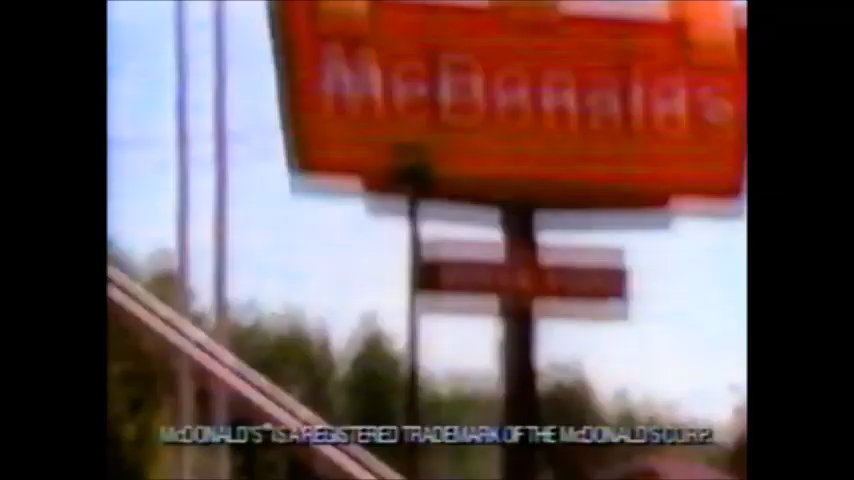 McDonald's
McDONALD'S® IS A REGISTERED TRADEMARK OF THE McDONALD'S CORP.